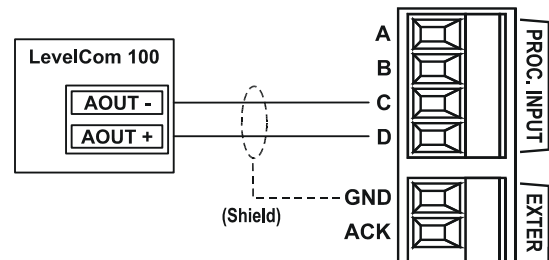 LevelCom 100
AOUT -
AOUT +
(Shield)
A
B
C
D
GND
ACK
PROC. INPUT
EXTER